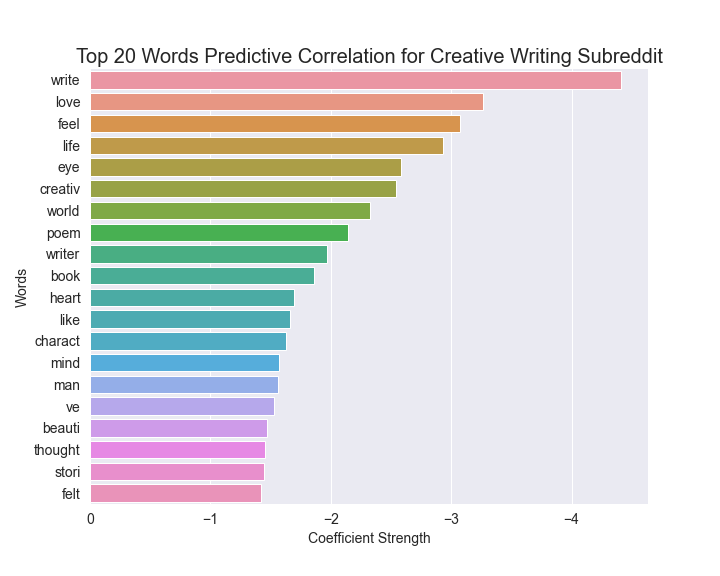 Top 20 Words Predictive Correlation for Creative Writing Subreddit
write
love
feel
life
eye
creativ
world
poem
writer
book
heart
like
charact
mind
man
ve
beauti
thought
stori
felt
Words
0 −1 −2 −3 −4
Coefficient Strength